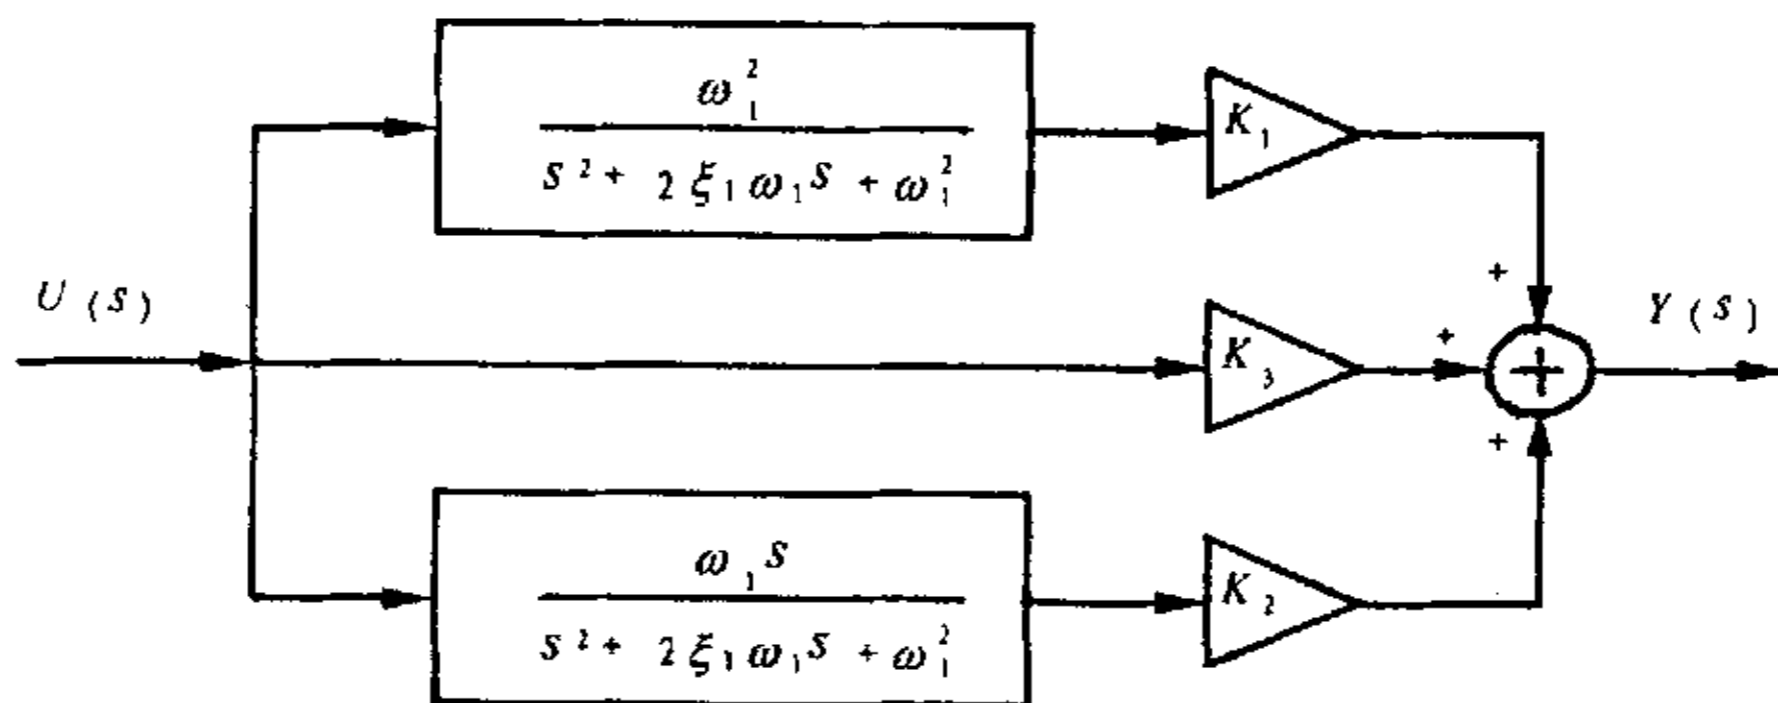 ω₁²
S² + 2ξ₁ω₁S + ω₁²
K₁
+
U(S)
K₃
+
Y(S)
+
+
ω₁S
S² + 2ξ₁ω₁S + ω₁²
K₂